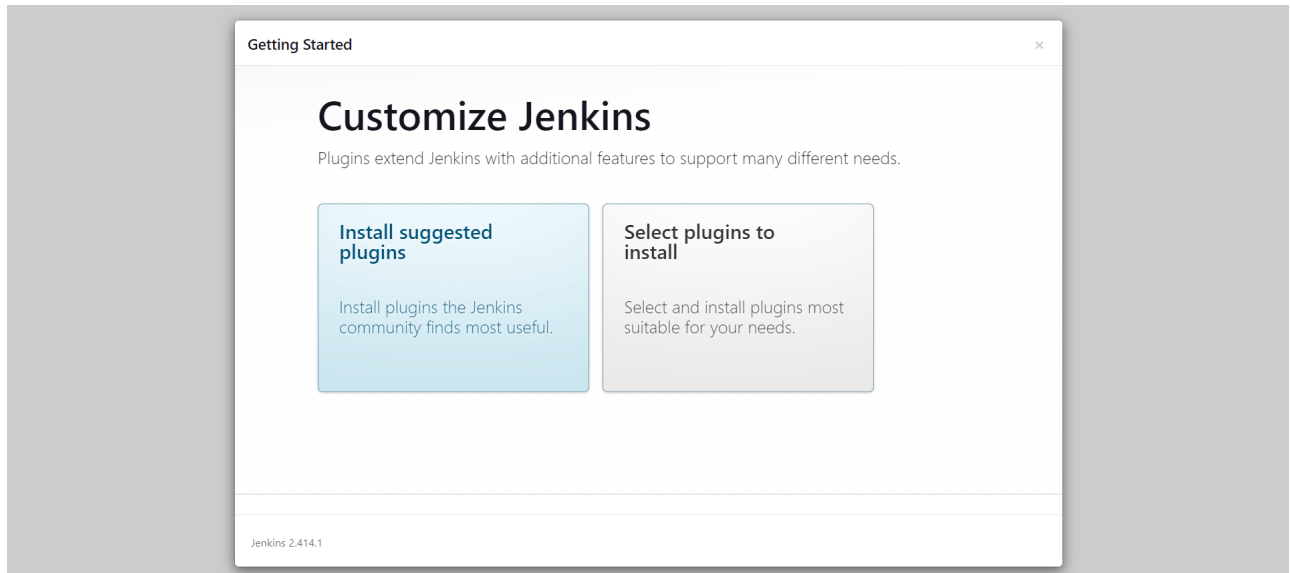 Getting Started
×
Customize Jenkins
Plugins extend Jenkins with additional features to support many different needs.
Install suggested
plugins
Install plugins the Jenkins
community finds most useful.
Select plugins to
install
Select and install plugins most
suitable for your needs.
Jenkins 2.414.1